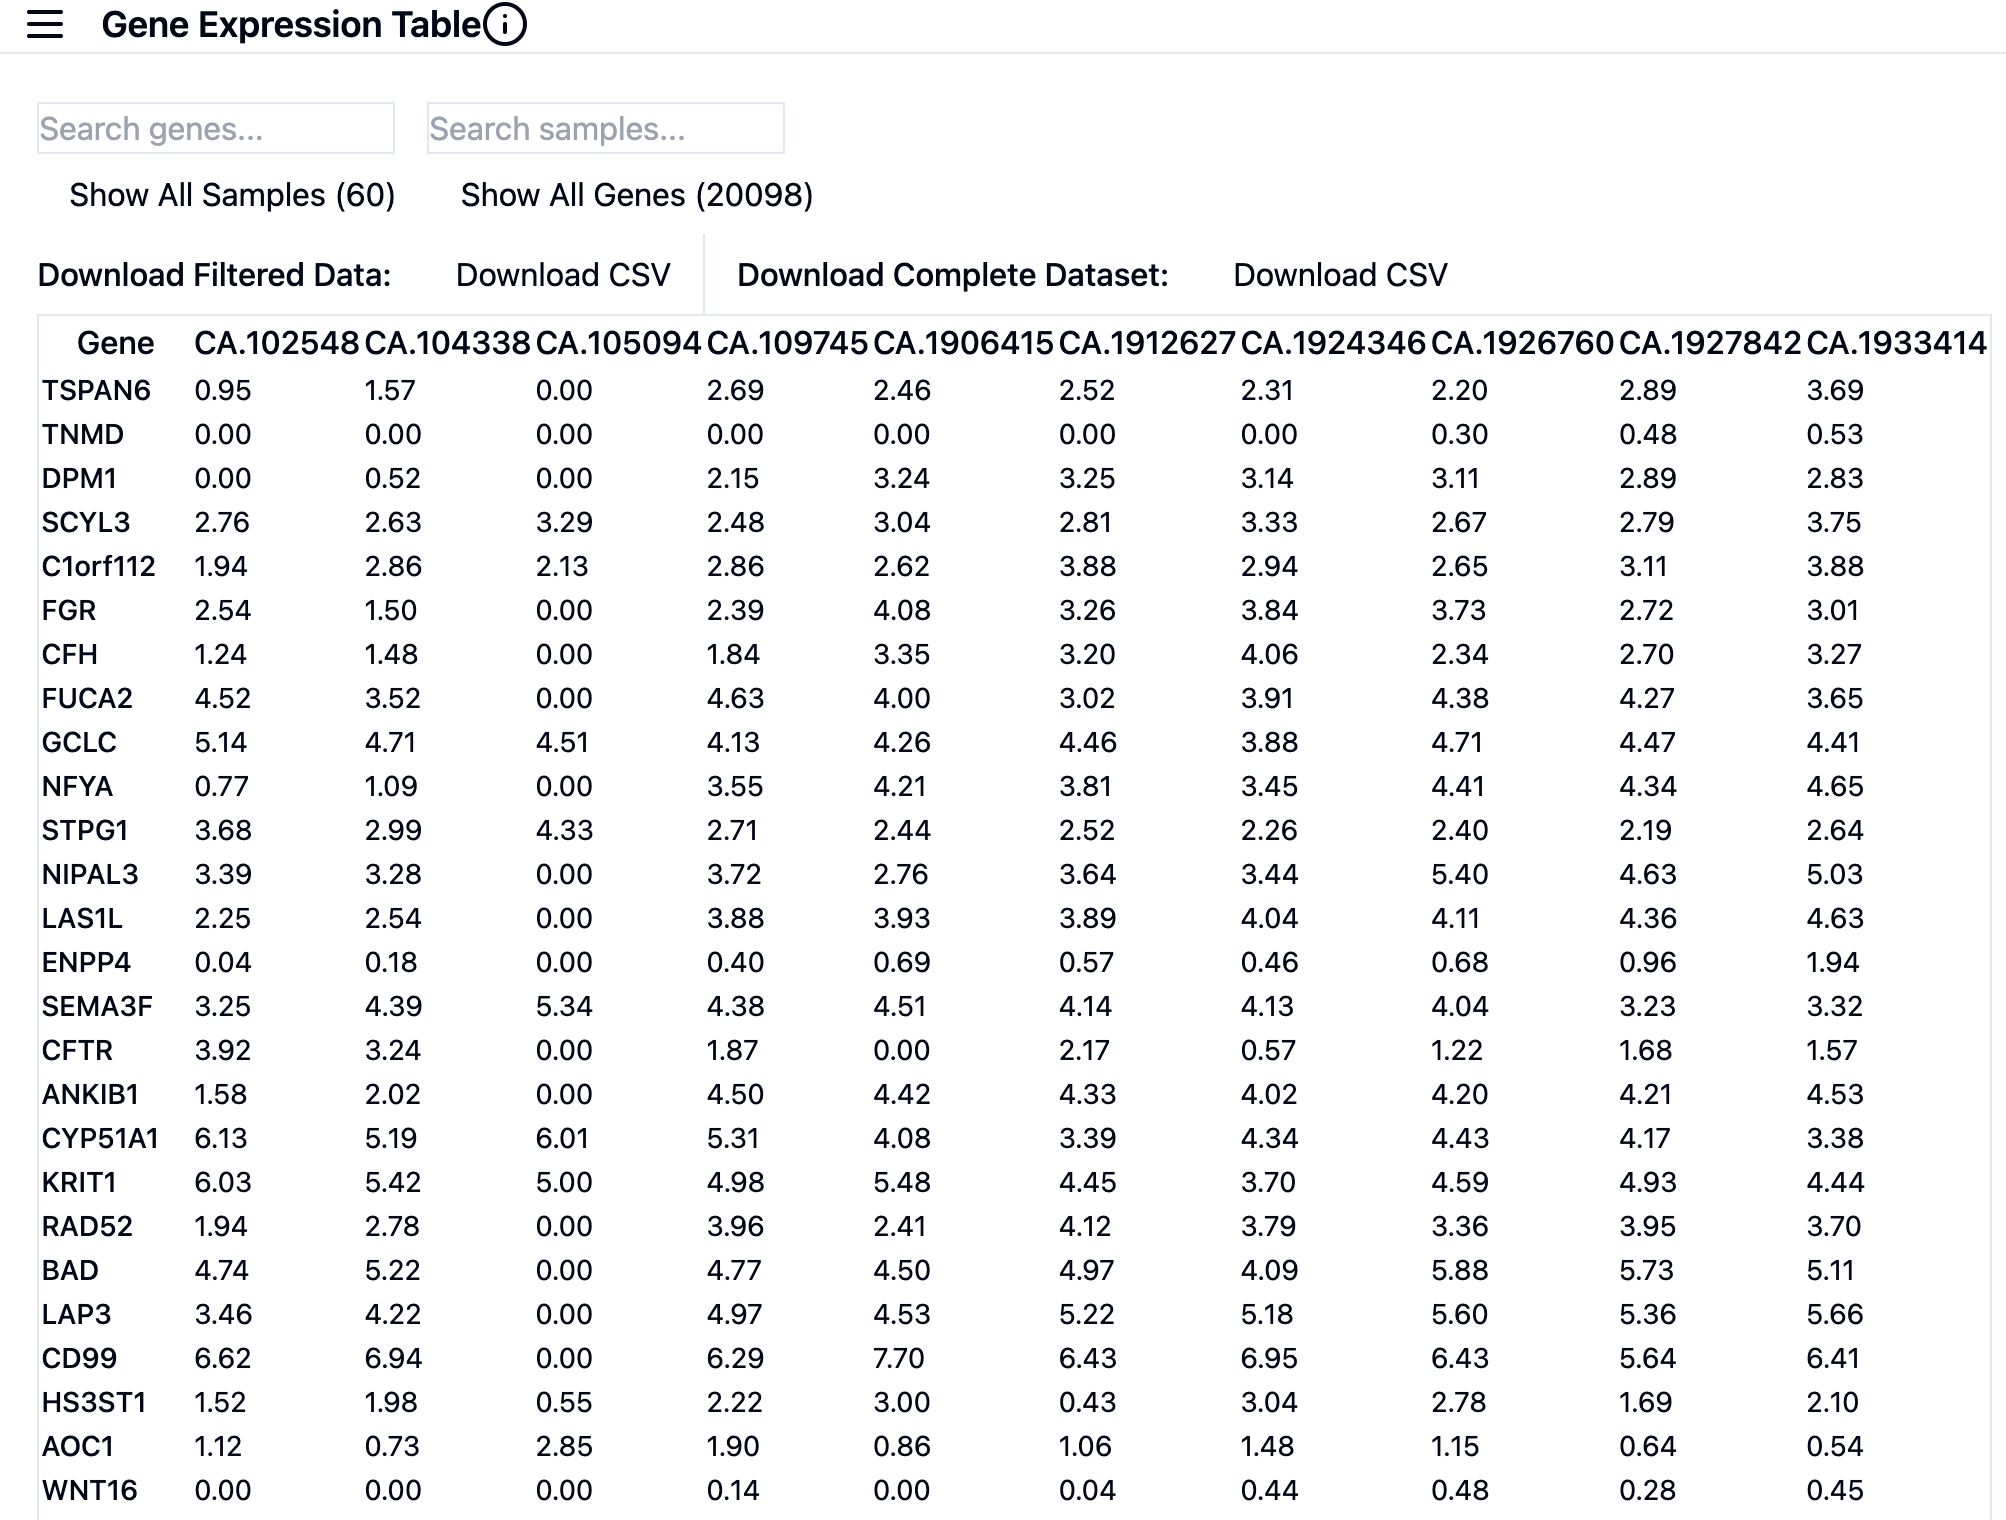 Gene Expression Table
Search genes... Search samples...
Show All Samples (60) Show All Genes (20098)
Download Filtered Data: Download CSV Download Complete Dataset: Download CSV
Gene CA.102548 CA.104338 CA.105094 CA.109745 CA.1906415 CA.1912627 CA.1924346 CA.1926760 CA.1927842 CA.1933414
TSPAN6 0.95 1.57 0.00 2.69 2.46 2.52 2.31 2.20 2.89 3.69
TNMD 0.00 0.00 0.00 0.00 0.00 0.00 0.00 0.30 0.48 0.53
DPM1 0.00 0.52 0.00 2.15 3.24 3.25 3.14 3.11 2.89 2.83
SCYL3 2.76 2.63 3.29 2.48 3.04 2.81 3.33 2.67 2.79 3.75
C1orf112 1.94 2.86 2.13 2.86 2.62 3.88 2.94 2.65 3.11 3.88
FGR 2.54 1.50 0.00 2.39 4.08 3.26 3.84 3.73 2.72 3.01
CFH 1.24 1.48 0.00 1.84 3.35 3.20 4.06 2.34 2.70 3.27
FUCA2 4.52 3.52 0.00 4.63 4.00 3.02 3.91 4.38 4.27 3.65
GCLC 5.14 4.71 4.51 4.13 4.26 4.46 3.88 4.71 4.47 4.41
NFYA 0.77 1.09 0.00 3.55 4.21 3.81 3.45 4.41 4.34 4.65
STPG1 3.68 2.99 4.33 2.71 2.44 2.52 2.26 2.40 2.19 2.64
NIPAL3 3.39 3.28 0.00 3.72 2.76 3.64 3.44 5.40 4.63 5.03
LAS1L 2.25 2.54 0.00 3.88 3.93 3.89 4.04 4.11 4.36 4.63
ENPP4 0.04 0.18 0.00 0.40 0.69 0.57 0.46 0.68 0.96 1.94
SEMA3F 3.25 4.39 5.34 4.38 4.51 4.14 4.13 4.04 3.23 3.32
CFTR 3.92 3.24 0.00 1.87 0.00 2.17 0.57 1.22 1.68 1.57
ANKIB1 1.58 2.02 0.00 4.50 4.42 4.33 4.02 4.20 4.21 4.53
CYP51A1 6.13 5.19 6.01 5.31 4.08 3.39 4.34 4.43 4.17 3.38
KRIT1 6.03 5.42 5.00 4.98 5.48 4.45 3.70 4.59 4.93 4.44
RAD52 1.94 2.78 0.00 3.96 2.41 4.12 3.79 3.36 3.95 3.70
BAD 4.74 5.22 0.00 4.77 4.50 4.97 4.09 5.88 5.73 5.11
LAP3 3.46 4.22 0.00 4.97 4.53 5.22 5.18 5.60 5.36 5.66
CD99 6.62 6.94 0.00 6.29 7.70 6.43 6.95 6.43 5.64 6.41
HS3ST1 1.52 1.98 0.55 2.22 3.00 0.43 3.04 2.78 1.69 2.10
AOC1 1.12 0.73 2.85 1.90 0.86 1.06 1.48 1.15 0.64 0.54
WNT16 0.00 0.00 0.00 0.14 0.00 0.04 0.44 0.48 0.28 0.45